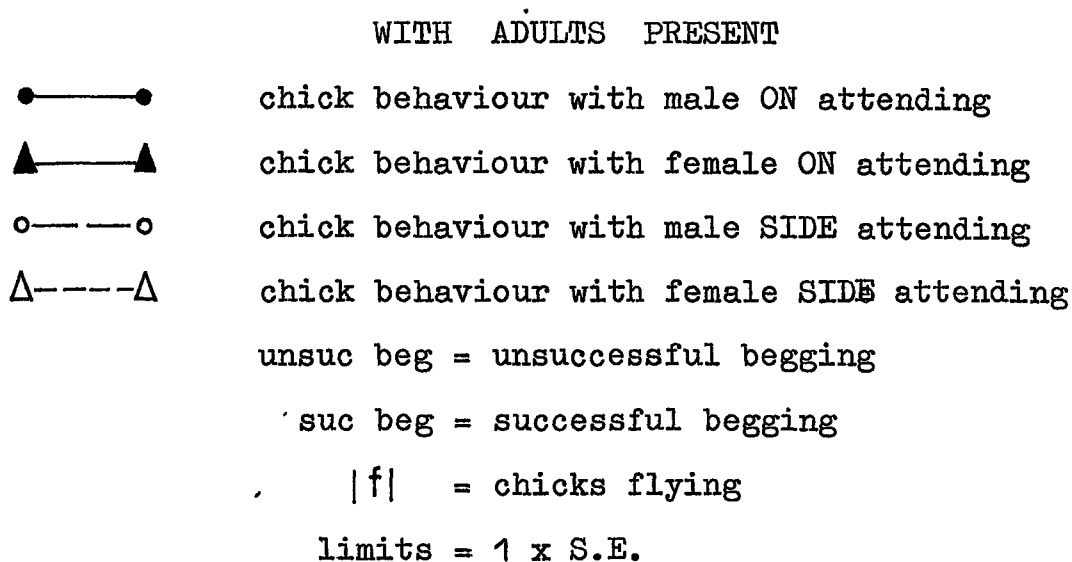 WITH ADULTS PRESENT
chick behaviour with male ON attending
chick behaviour with female ON attending
chick behaviour with male SIDE attending
chick behaviour with female SIDE attending
unsuc beg = unsuccessful begging
suc beg = successful begging
|f| = chicks flying
limits = 1 x S.E.